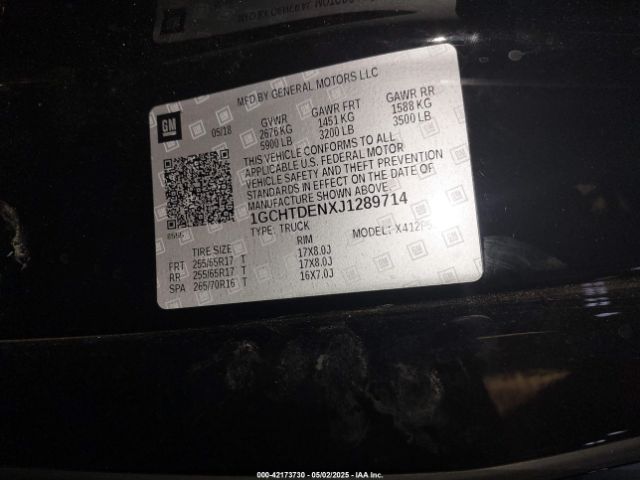 MFD BY GENERAL MOTORS LLC
GM 05/18 GVWR GAWR FRT GAWR RR
2676 KG 1451 KG 1588 KG
5900 LB 3200 LB 3500 LB
THIS VEHICLE CONFORMS TO ALL
APPLICABLE U.S. FEDERAL MOTOR
VEHICLE SAFETY AND THEFT PREVENTION
STANDARDS IN EFFECT ON THE DATE OF
MANUFACTURE SHOWN ABOVE.
1GCHTDENXJ1289714
TYPE: TRUCK MODEL:
TIRE SIZE RIM
FRT 255/65R17 T 17X8.0J
RR 255/65R17 T 17X8.0J
SPA 265/70R16 T 16X7.0J
000-42173730 - 05/02/2025 - IAA Inc.